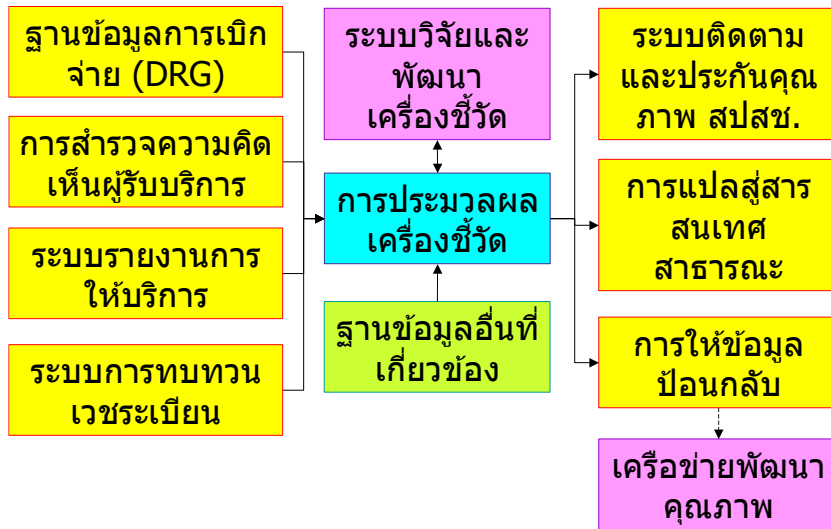 ฐานข้อมูลการเบิก
จ่าย (DRG)
การสำรวจความคิด
เห็นผู้รับบริการ
ระบบรายงานการ
ให้บริการ
ระบบการทบทวน
เวชระเบียน
ระบบวิจัยและ
พัฒนา
เครื่องชี้วัด
การประมวลผล
เครื่องชี้วัด
ฐานข้อมูลอื่นที่
เกี่ยวข้อง
ระบบติดตาม
และประกันคุณ
ภาพ สปสช.
การแปลสู่สาร
สนเทศ
สาธารณะ
การให้ข้อมูล
ป้อนกลับ
เครือข่ายพัฒนา
คุณภาพ